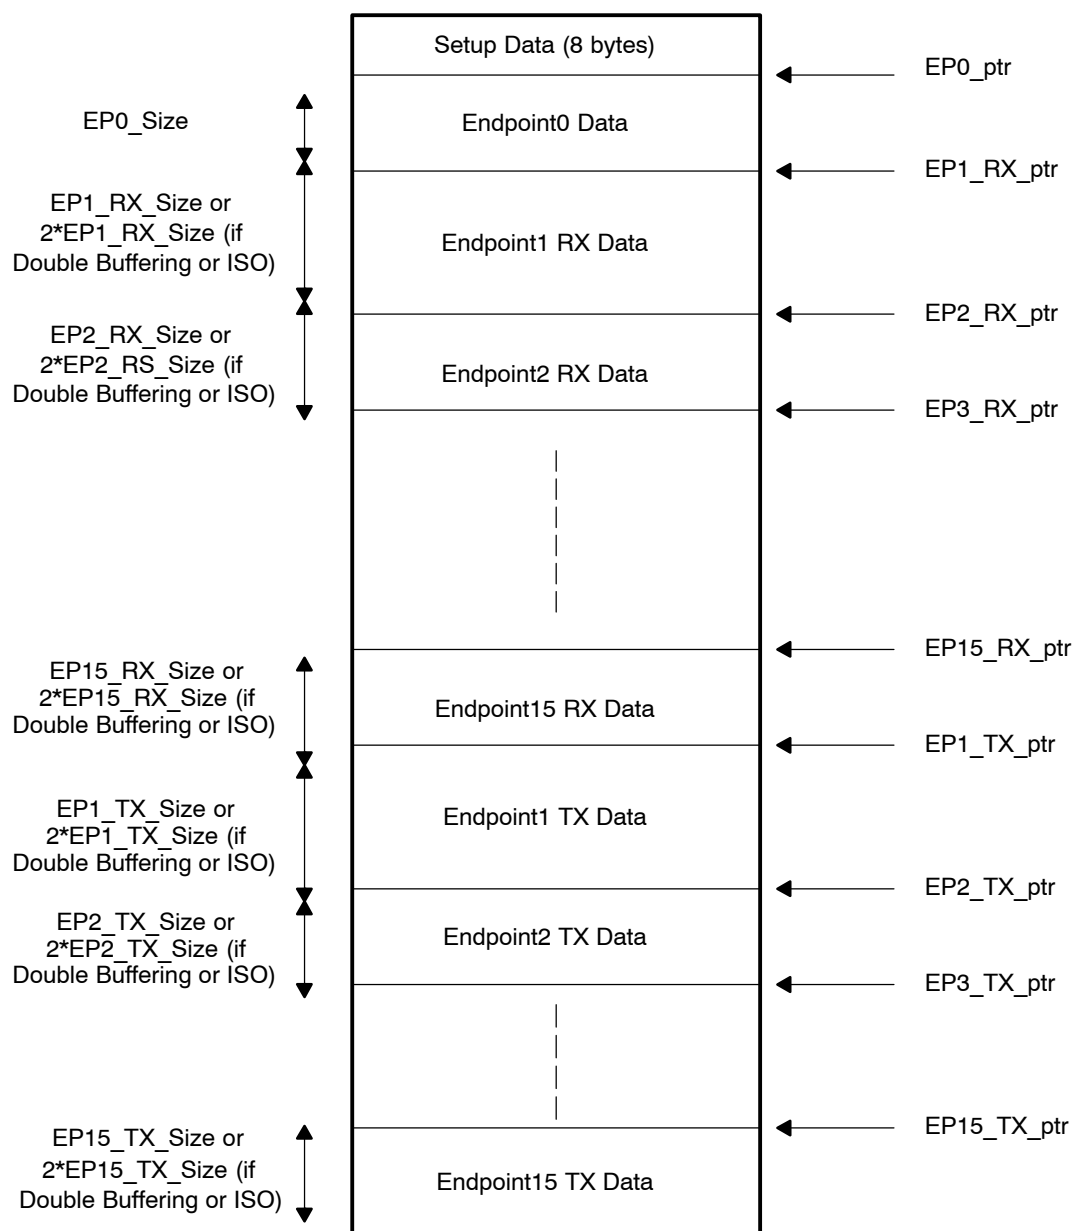 Setup Data (8 bytes)
EP0_ptr
EP0_Size
Endpoint0 Data
EP1_RX_ptr
EP1_RX_Size or
2*EP1_RX_Size (if
Double Buffering or ISO)
Endpoint1 RX Data
EP2_RX_ptr
EP2_RX_Size or
2*EP2_RS_Size (if
Double Buffering or ISO)
Endpoint2 RX Data
EP3_RX_ptr
EP15_RX_ptr
EP15_RX_Size or
2*EP15_RX_Size (if
Double Buffering or ISO)
Endpoint15 RX Data
EP1_TX_ptr
EP1_TX_Size or
2*EP1_TX_Size (if
Double Buffering or ISO)
Endpoint1 TX Data
EP2_TX_ptr
EP2_TX_Size or
2*EP2_TX_Size (if
Double Buffering or ISO)
Endpoint2 TX Data
EP3_TX_ptr
EP15_TX_ptr
EP15_TX_Size or
2*EP15_TX_Size (if
Double Buffering or ISO)
Endpoint15 TX Data